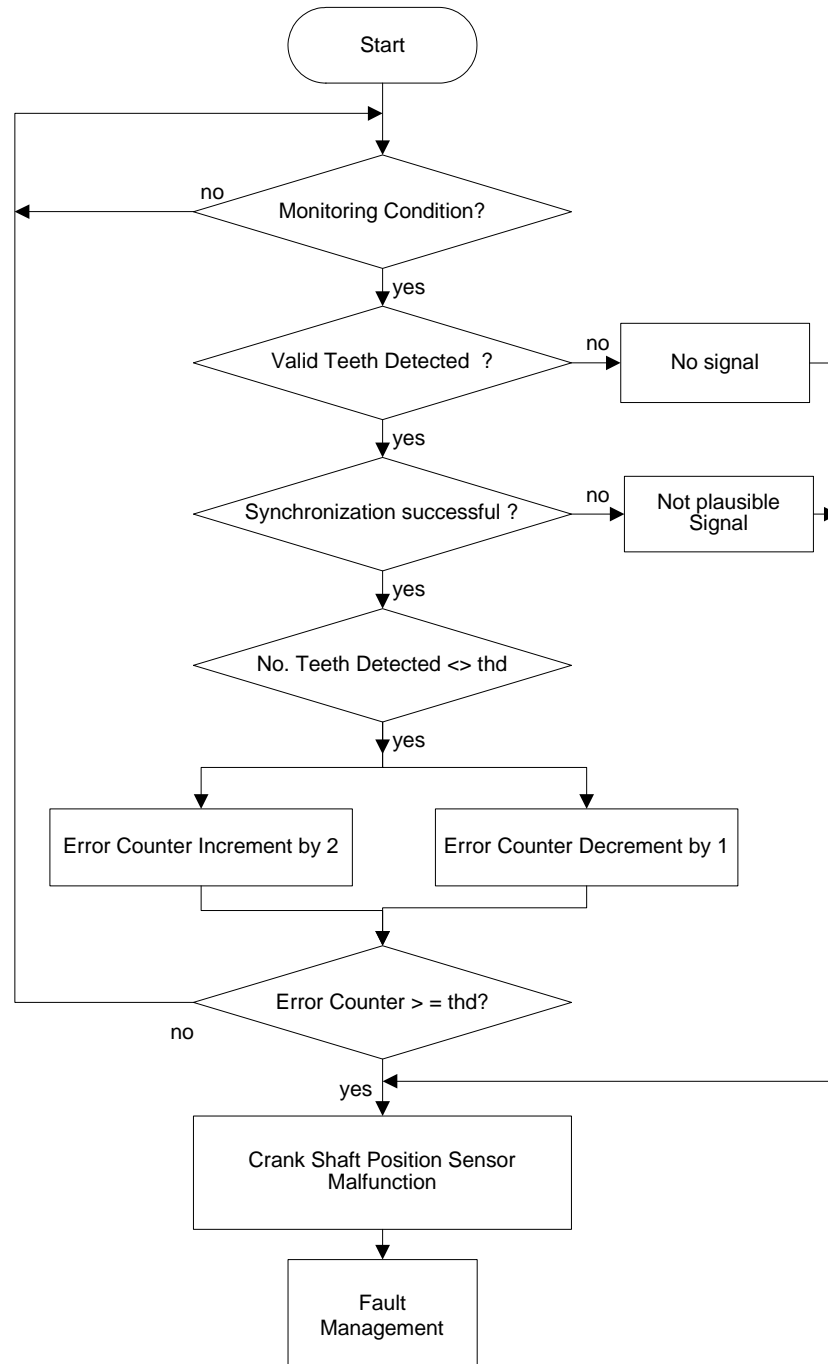 Start
no
Monitoring Condition?
yes
Valid Teeth Detected ?
no
No signal
yes
Synchronization successful ?
no
Not plausible
Signal
yes
No. Teeth Detected <> thd
yes
Error Counter Increment by 2
Error Counter Decrement by 1
Error Counter > = thd?
no
yes
Crank Shaft Position Sensor
Malfunction
Fault
Management